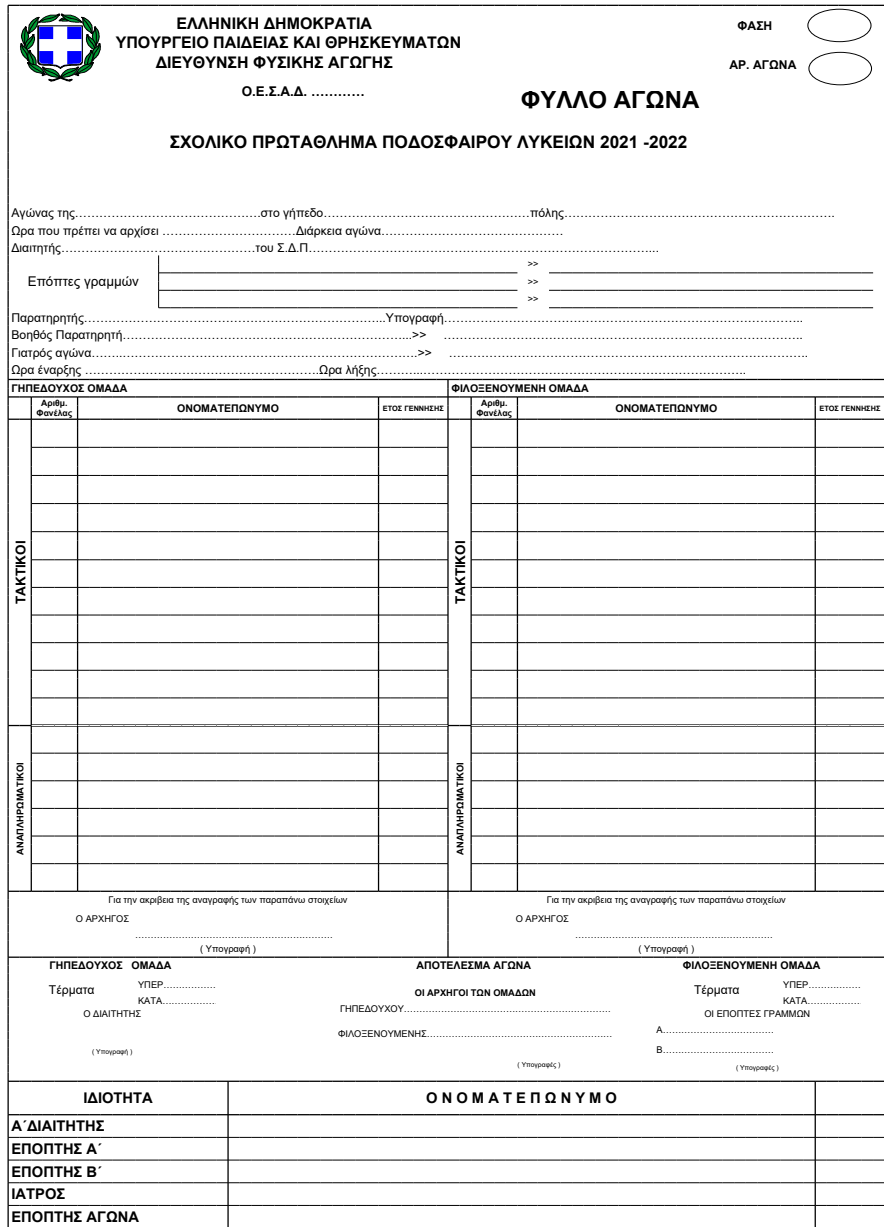 ΕΛΛΗΝΙΚΗ ΔΗΜΟΚΡΑΤΙΑ
ΥΠΟΥΡΓΕΙΟ ΠΑΙΔΕΙΑΣ ΚΑΙ ΘΡΗΣΚΕΥΜΑΤΩΝ
ΔΙΕΥΘΥΝΣΗ ΦΥΣΙΚΗΣ ΑΓΩΓΗΣ
Ο.Ε.Σ.Α.Δ. …………
ΦΑΣΗ
ΑΡ. ΑΓΩΝΑ
ΦΥΛΛΟ ΑΓΩΝΑ
ΣΧΟΛΙΚΟ ΠΡΩΤΑΘΛΗΜΑ ΠΟΔΟΣΦΑΙΡΟΥ ΛΥΚΕΙΩΝ 2021 -2022
Αγώνας της……………………………………….στο γήπεδο……………………………………………πόλης………………………………………………………….
Ωρα που πρέπει να αρχίσει ……………………………Διάρκεια αγώνα………………………………………
Διαιτητής…………………………………………του Σ.Δ.Π…………………………………………………………………………...
Επόπτες γραμμών
>>
>>
>>
Παρατηρητής…………………………………………………………………..Υπογραφή……………………………………………………………………………..
Βοηθός Παρατηρητή……………………………………………………………...>> ……………………………………………………………………………..
Γιατρός αγώνα……………………………………………………………………….>> ……………………………………………………………………………..
Ωρα έναρξης …………………………………………………Ωρα λήξης……………………………………………………………………………….
ΓΗΠΕΔΟΥΧΟΣ ΟΜΑΔΑ ΦΙΛΟΞΕΝΟΥΜΕΝΗ ΟΜΑΔΑ
Αριθμ. Φανέλας ΟΝΟΜΑΤΕΠΩΝΥΜΟ ΕΤΟΣ ΓΕΝΝΗΣΗΣ Αριθμ. Φανέλας ΟΝΟΜΑΤΕΠΩΝΥΜΟ ΕΤΟΣ ΓΕΝΝΗΣΗΣ
ΤΑΚΤΙΚΟΙ ΤΑΚΤΙΚΟΙ
ΑΝΑΠΛΗΡΩΜΑΤΙΚΟΙ ΑΝΑΠΛΗΡΩΜΑΤΙΚΟΙ
Για την ακριβεια της αναγραφής των παραπάνω στοιχείων Για την ακριβεια της αναγραφής των παραπάνω στοιχείων
Ο ΑΡΧΗΓΟΣ Ο ΑΡΧΗΓΟΣ
………………………………………………………… …………………………………………………………
( Υπογραφή ) ( Υπογραφή )
ΓΗΠΕΔΟΥΧΟΣ ΟΜΑΔΑ ΑΠΟΤΕΛΕΣΜΑ ΑΓΩΝΑ ΦΙΛΟΞΕΝΟΥΜΕΝΗ ΟΜΑΔΑ
Τέρματα ΥΠΕΡ……………… Τέρματα ΥΠΕΡ………………
ΚΑΤΑ……………… ΟΙ ΑΡΧΗΓΟΙ ΤΩΝ ΟΜΑΔΩΝ ΚΑΤΑ………………
Ο ΔΙΑΙΤΗΤΗΣ ΓΗΠΕΔΟΥΧΟΥ…………………………………………………………… ΟΙ ΕΠΟΠΤΕΣ ΓΡΑΜΜΩΝ
ΦΙΛΟΞΕΝΟΥΜΕΝΗΣ……………………………………………………… Α………………………………
Β………………………………
( Υπογραφή ) ( Υπογραφές ) ( Υπογραφές )
ΙΔΙΟΤΗΤΑ Ο Ν Ο Μ Α Τ Ε Π Ω Ν Υ Μ Ο
Α΄ΔΙΑΙΤΗΤΗΣ
ΕΠΟΠΤΗΣ Α΄
ΕΠΟΠΤΗΣ Β΄
ΙΑΤΡΟΣ
ΕΠΟΠΤΗΣ ΑΓΩΝΑ